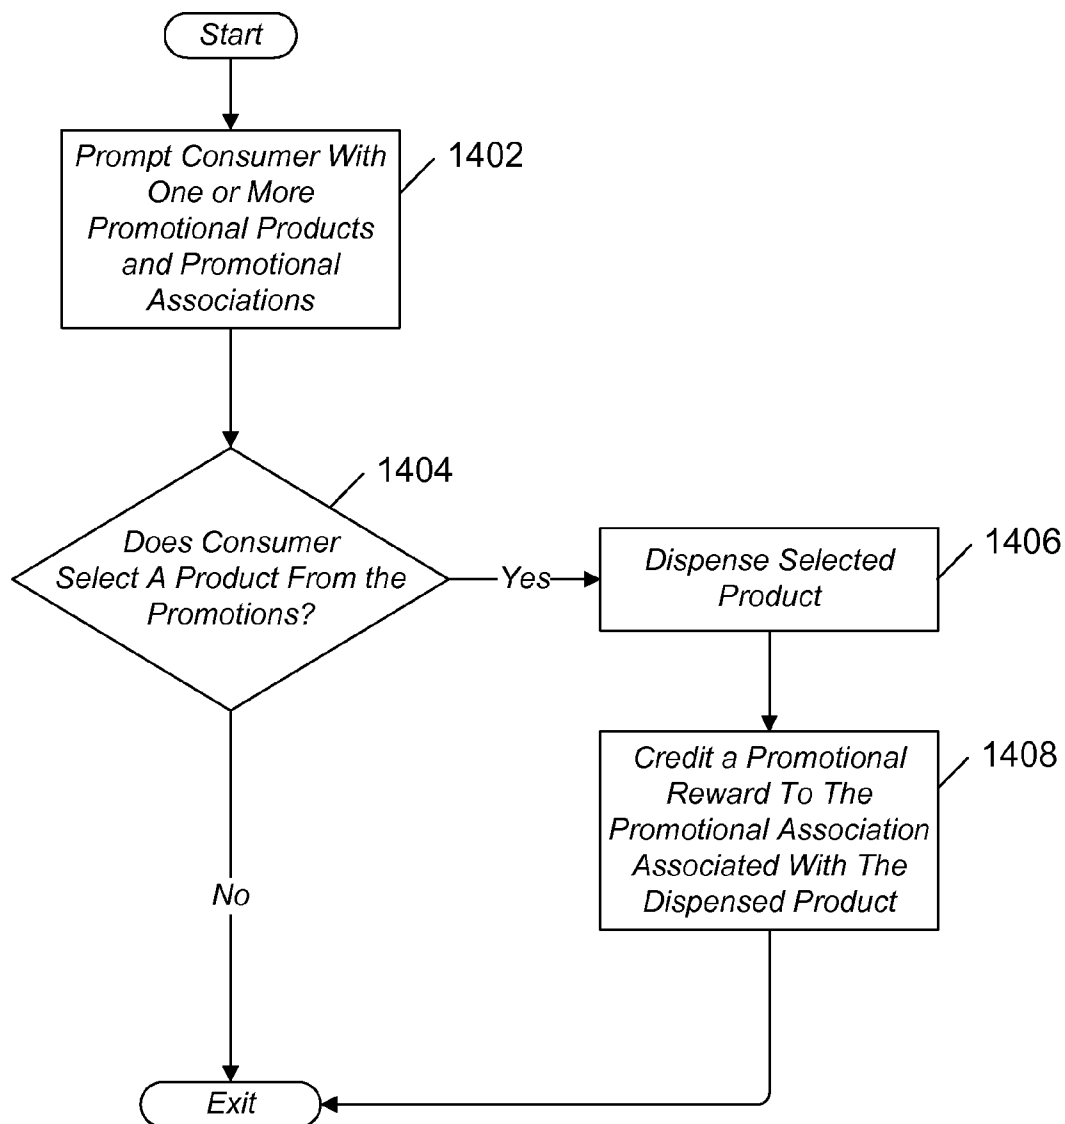 Start
Prompt Consumer With
One or More
Promotional Products
and Promotional
Associations
1402
1404
Does Consumer
Select A Product From the
Promotions?
Yes
Dispense Selected
Product
1406
Credit a Promotional
Reward To The
Promotional Association
Associated With The
Dispensed Product
1408
No
Exit